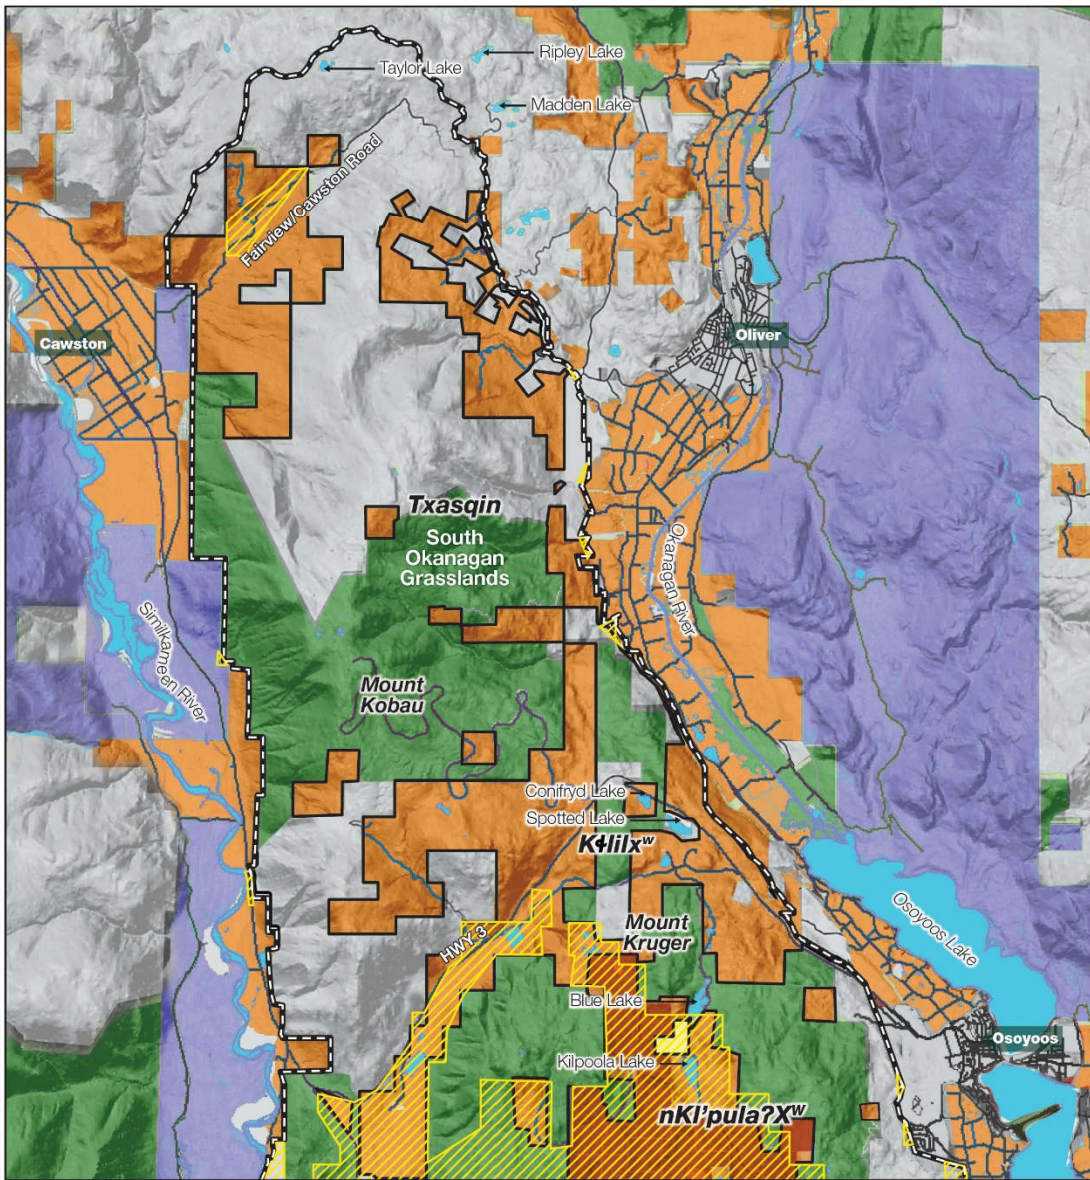 Ripley Lake
Taylor Lake
Madden Lake
Fairview/Cawston Road
Oliver
Cawston
Txasqin
South
Okanagan
Grasslands
Okanagan River
Similkameen River
Mount
Kobau
Conifryd Lake
Spotted Lake
Kɬlilxʷ
Osoyoos Lake
Mount
Kruger
HWY 3
Blue Lake
Osoyoos
Kilpoola Lake
nKl'pula?Xᵂ